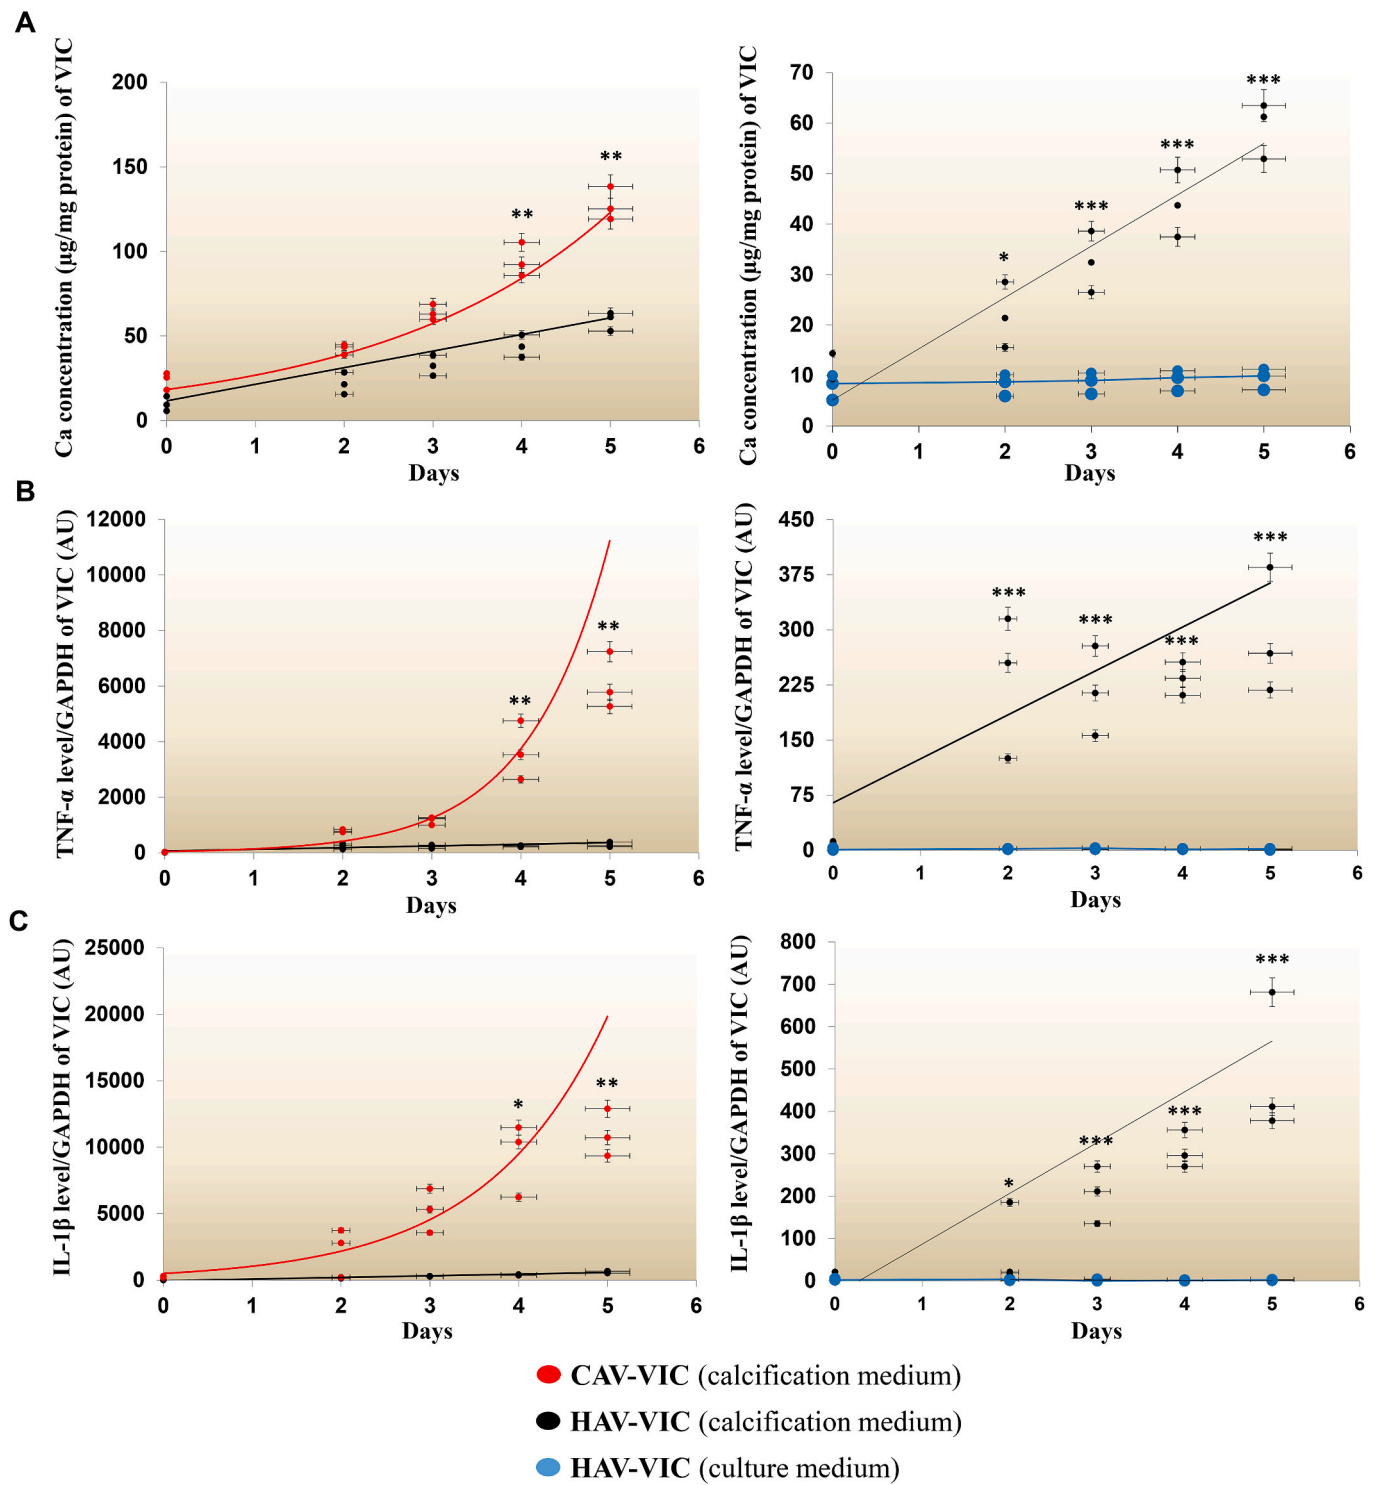 A
Ca concentration (µg/mg protein) of VIC
200
150
100
50
0
**
**
0 1 2 3 4 5 6
Days
Ca concentration (µg/mg protein) of VIC
70
60
50
40
30
20
10
0
*
***
***
***
0 1 2 3 4 5 6
Days
B
TNF-α level/GAPDH of VIC (AU)
12000
10000
8000
6000
4000
2000
0
**
**
0 1 2 3 4 5 6
Days
TNF-α level/GAPDH of VIC (AU)
450
375
300
225
150
75
0
***
***
***
***
0 1 2 3 4 5 6
Days
C
IL-1β level/GAPDH of VIC (AU)
25000
20000
15000
10000
5000
0
*
**
0 1 2 3 4 5 6
Days
IL-1β level/GAPDH of VIC (AU)
800
700
600
500
400
300
200
100
0
*
***
***
***
0 1 2 3 4 5 6
Days
CAV-VIC (calcification medium)
HAV-VIC (calcification medium)
HAV-VIC (culture medium)